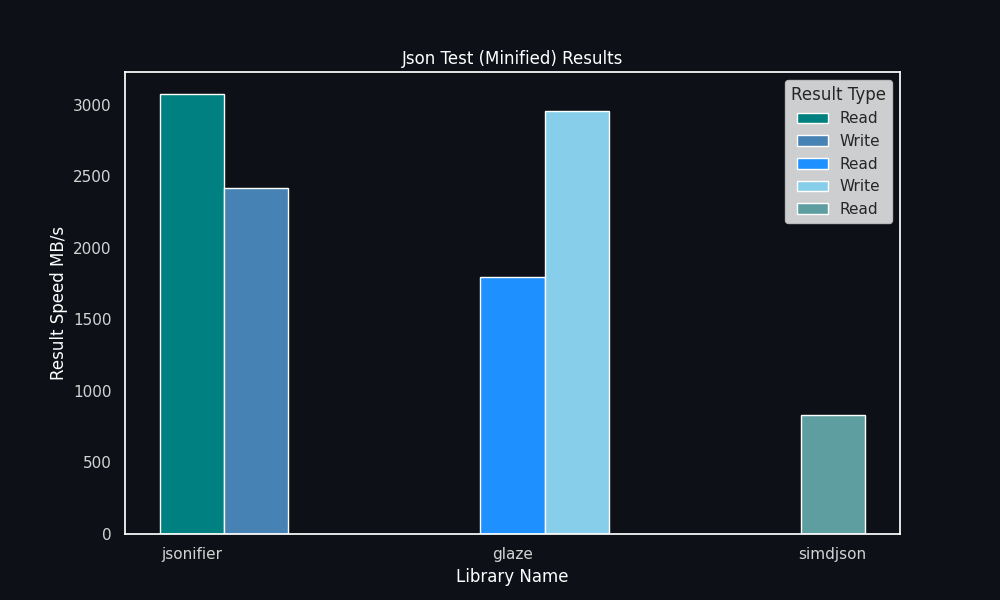 Json Test (Minified) Results
Result Speed MB/s
3000
2500
2000
1500
1000
500
0
Result Type
Read
Write
Read
Write
Read
jsonifier
glaze
simdjson
Library Name